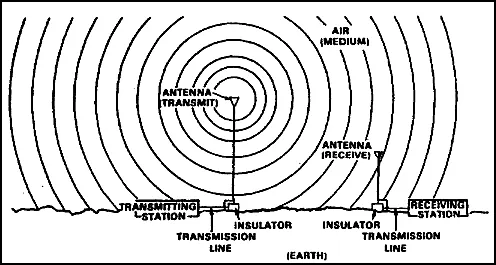 AIR
(MEDIUM)
ANTENNA
(TRANSMIT)
ANTENNA
(RECEIVE)
TRANSMITTING
STATION
INSULATOR
TRANSMISSION
LINE
INSULATOR
RECEIVING
STATION
TRANSMISSION
LINE
(EARTH)